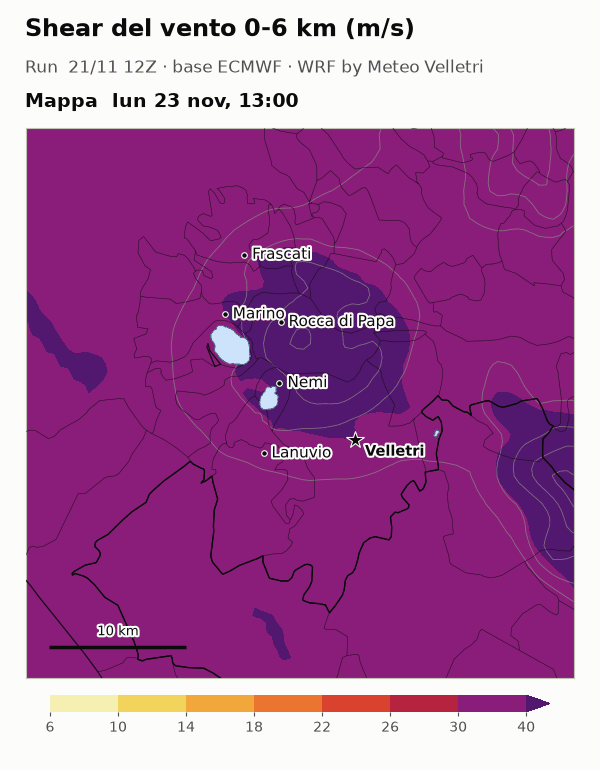 Shear del vento 0-6 km (m/s)
Run  21/11 12Z · base ECMWF · WRF by Meteo Velletri
Mappa  lun 23 nov, 13:00
Frascati
Marino
Rocca di Papa
Nemi
Velletri
Lanuvio
10 km
6 10 14 18 22 26 30 40